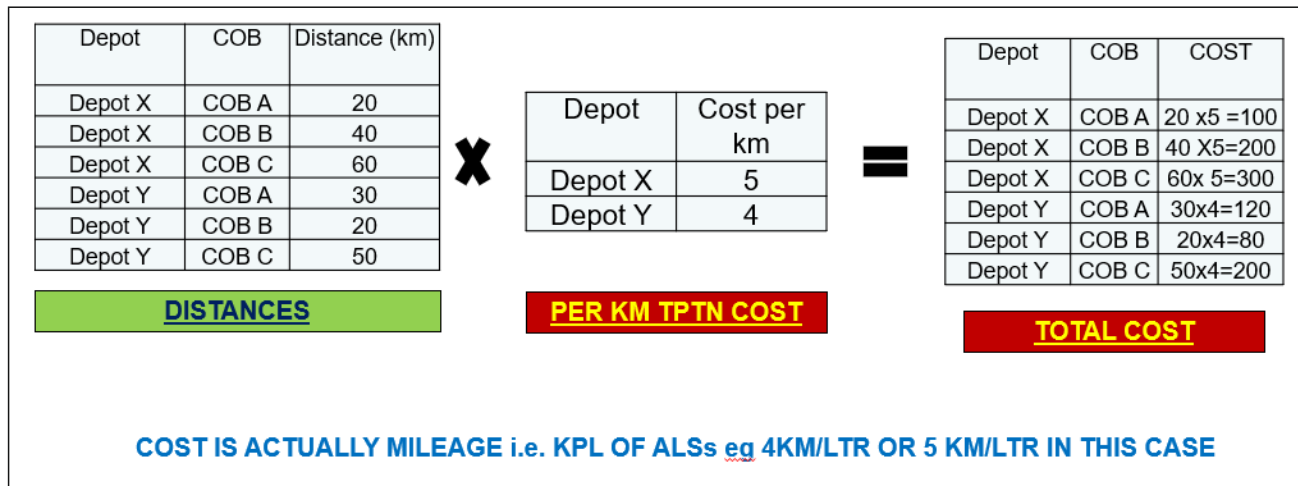 Depot COB Distance (km)
Depot X COB A 20
Depot X COB B 40
Depot X COB C 60
Depot Y COB A 30
Depot Y COB B 20
Depot Y COB C 50
DISTANCES
Depot Cost per
km
Depot X 5
Depot Y 4
PER KM TPTN COST
Depot COB COST
Depot X COB A 20 x5 =100
Depot X COB B 40 X5=200
Depot X COB C 60x 5=300
Depot Y COB A 30x4=120
Depot Y COB B 20x4=80
Depot Y COB C 50x4=200
TOTAL COST
COST IS ACTUALLY MILEAGE i.e. KPL OF ALSs eg 4KM/LTR OR 5 KM/LTR IN THIS CASE